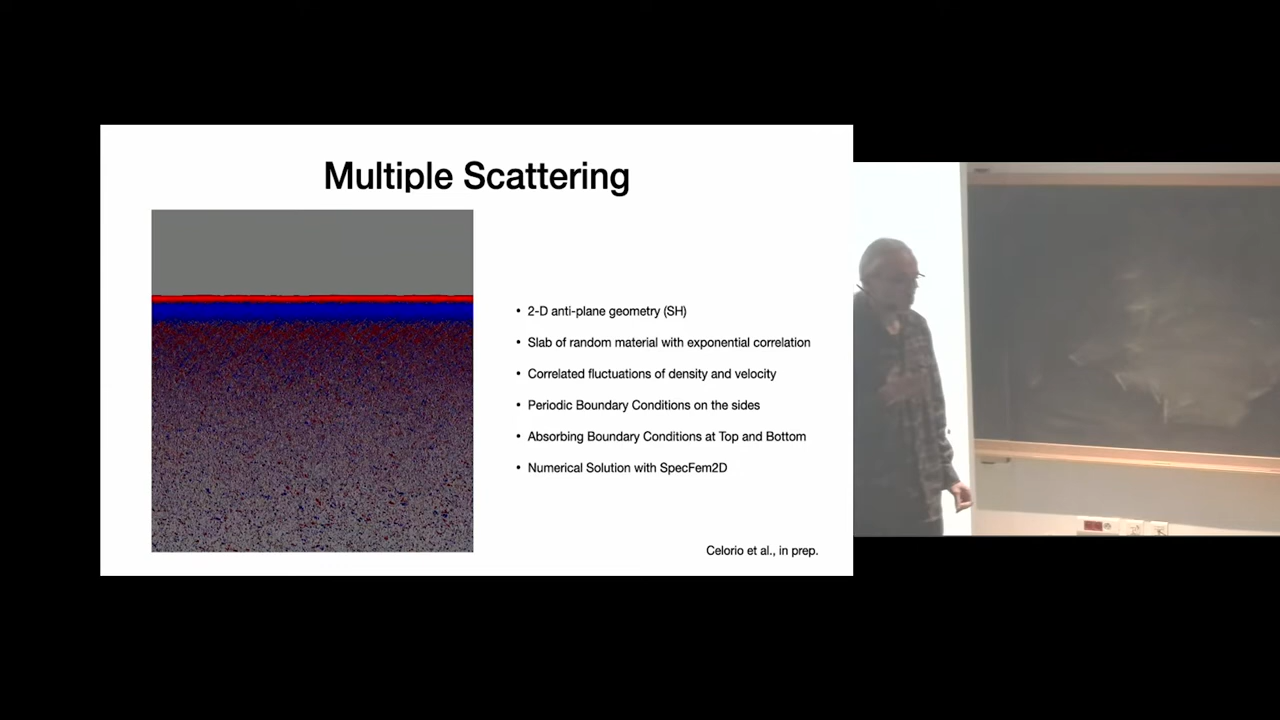 Multiple Scattering
• 2-D anti-plane geometry (SH)
• Slab of random material with exponential correlation
• Correlated fluctuations of density and velocity
• Periodic Boundary Conditions on the sides
• Absorbing Boundary Conditions at Top and Bottom
• Numerical Solution with SpecFem2D
Celorio et al., in prep.